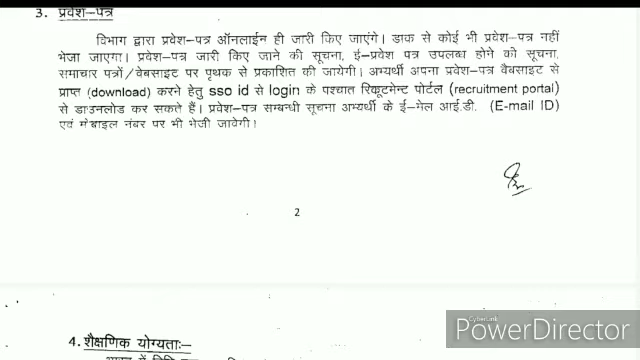 3. प्रवेश–पत्र
विभाग द्वारा प्रवेश–पत्र ऑनलाईन ही जारी किए जाएंगे। डाक से कोई भी प्रवेश–पत्र नहीं
भेजा जाएगा। प्रवेश–पत्र जारी किए जाने की सूचना, ई–प्रवेश पत्र उपलब्ध होने को सूचना,
समाचार पत्रों/वेबसाइट पर पृथक से प्रकाशित की जायेगी। अभ्यर्थी अपना प्रवेश–पत्र वैबसाइट से
प्राप्त (download) करने हेतु sso id से login के पश्चात रिकूटमेन्ट पोर्टल (recruitment portal)
से डाउनलोड कर सकते हैं। प्रवेश–पत्र सम्बन्धी सूचना अभ्यर्थी के ई–मेल आई.डी. (E-mail ID)
एवं मोबाइल नंबर पर भी भेजी जावेगी।
2
4. शैक्षणिक योग्यताः–
CyberLink
PowerDirector